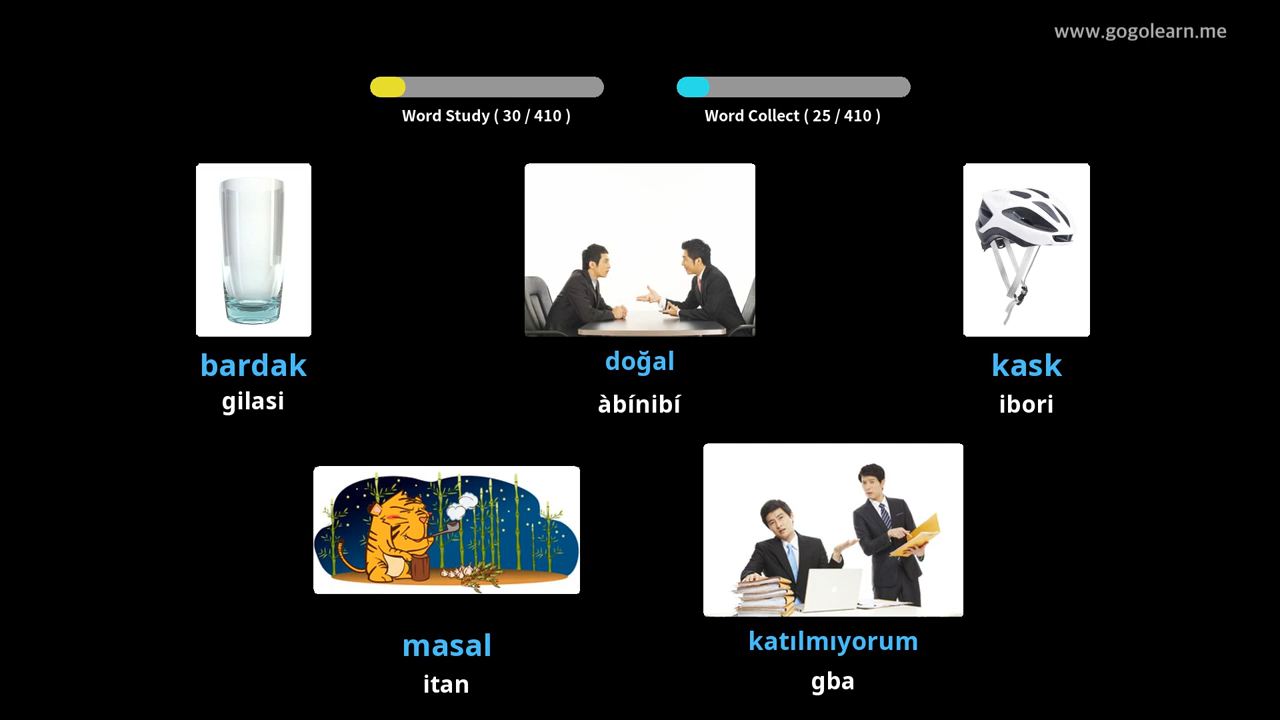 www.gogolearn.me
Word Study ( 30 / 410 )
Word Collect ( 25 / 410 )
bardak
gilasi
doğal
àbínibí
kask
ibori
masal
itan
katılmıyorum
gba